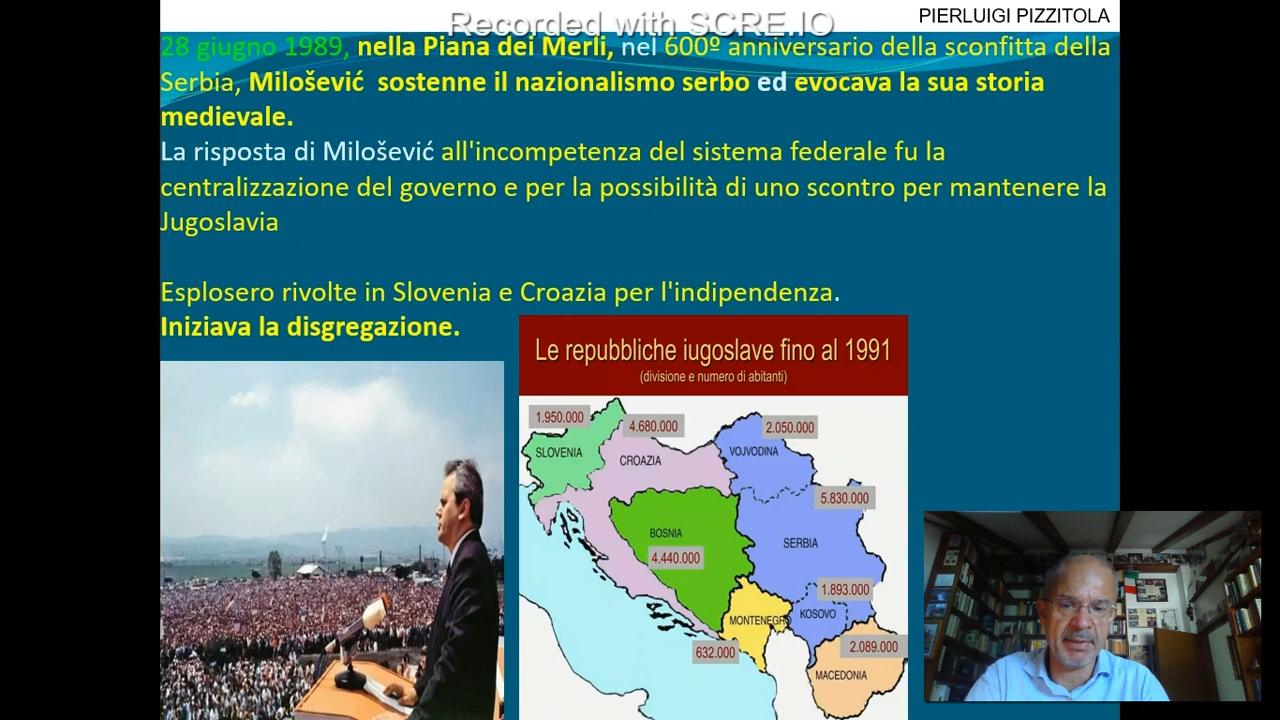 Recorded with SCRE.IO
PIERLUIGI PIZZITOLA
28 giugno 1989, nella Piana dei Merli, nel 600º anniversario della sconfitta della
Serbia, Milošević sostenne il nazionalismo serbo ed evocava la sua storia
medievale.
La risposta di Milošević all'incompetenza del sistema federale fu la
centralizzazione del governo e per la possibilità di uno scontro per mantenere la
Jugoslavia
Esplosero rivolte in Slovenia e Croazia per l'indipendenza.
Iniziava la disgregazione.
Le repubbliche iugoslave fino al 1991
(divisione e numero di abitanti)
1.950.000
4.680.000
2.050.000
SLOVENIA
CROAZIA
VOJVODINA
5.830.000
BOSNIA
SERBIA
4.440.000
1.893.000
MONTENEGRO
KOSOVO
632.000
2.089.000
MACEDONIA